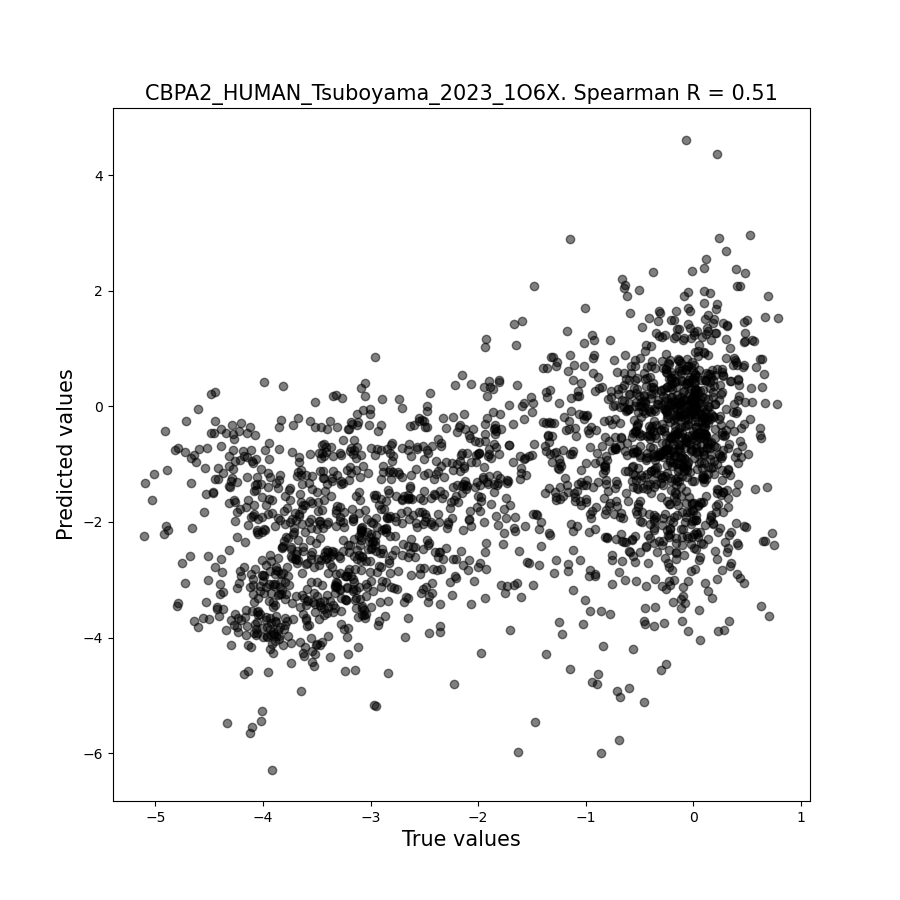 CBPA2_HUMAN_Tsuboyama_2023_1O6X. Spearman R = 0.51
Predicted values
4
2
0
−2
−4
−6
−5 −4 −3 −2 −1 0 1
True values